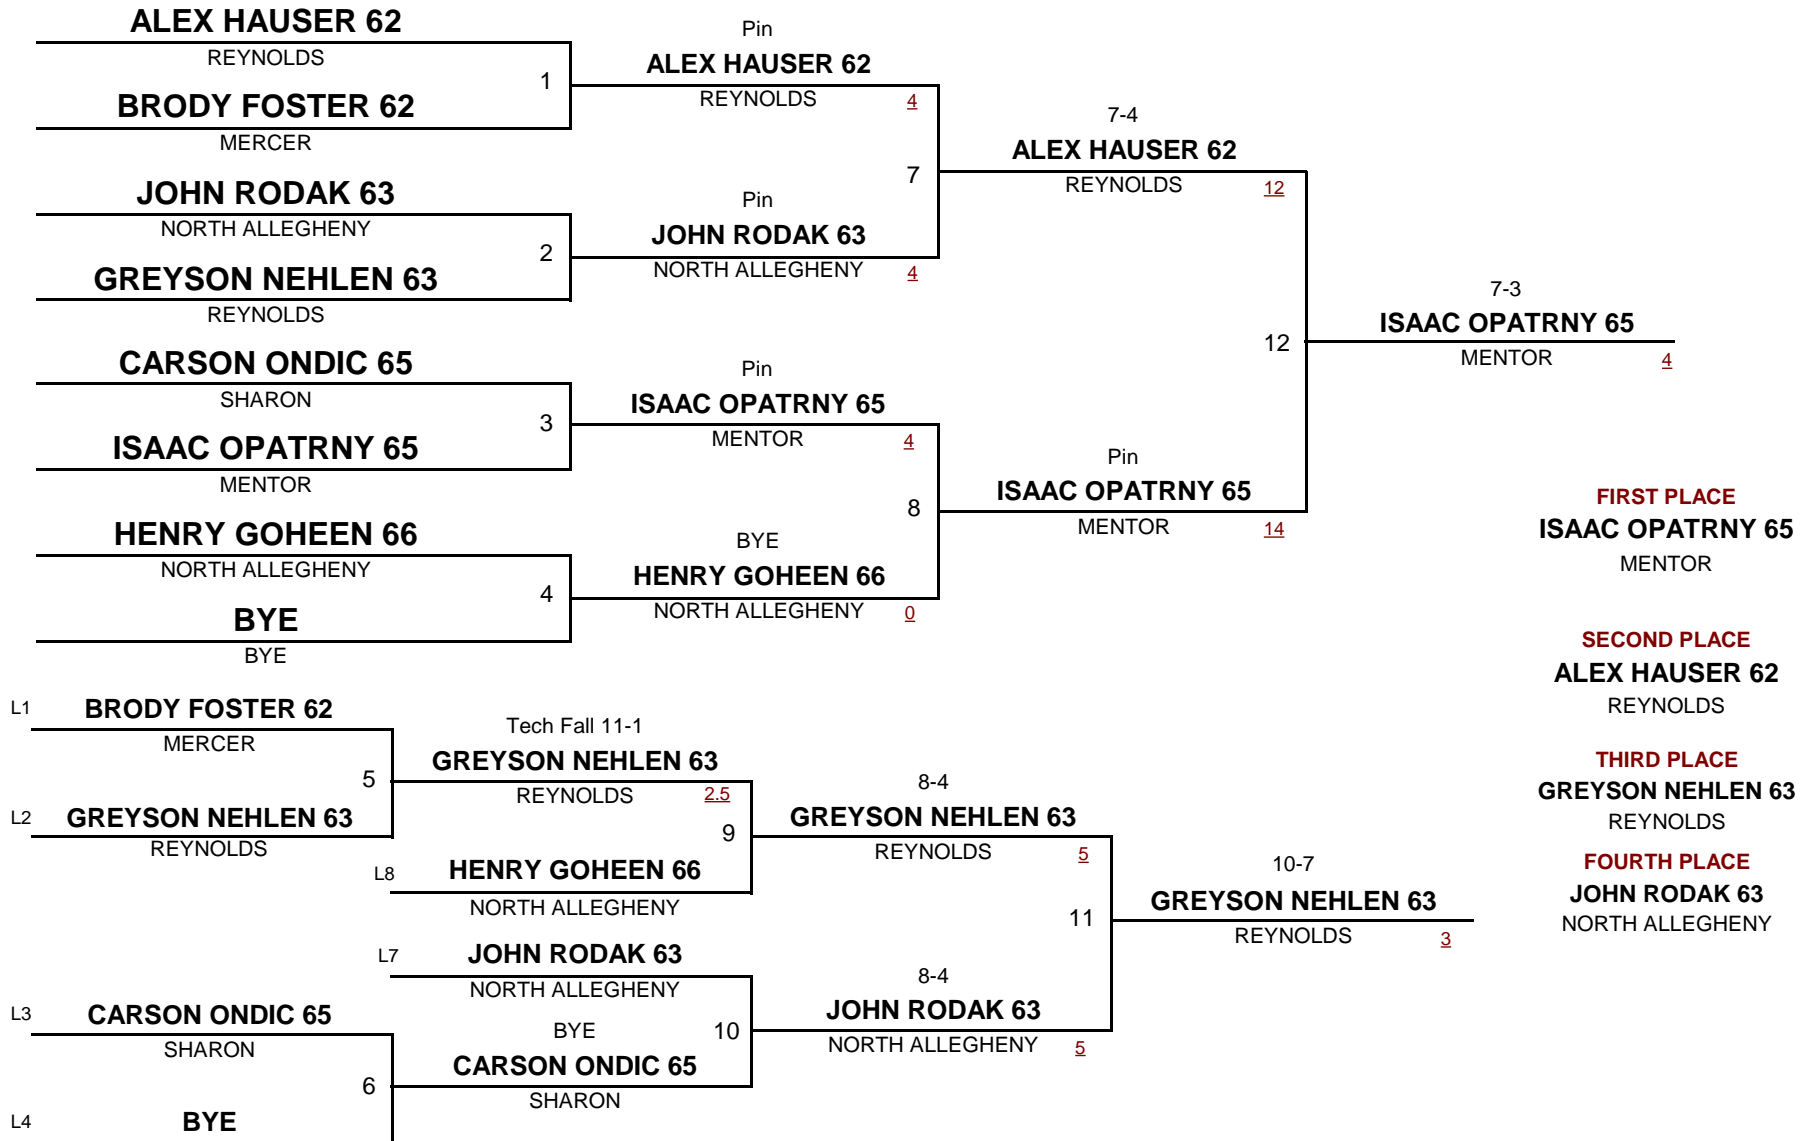 ALEX HAUSER 62
REYNOLDS
1
BRODY FOSTER 62
MERCER
JOHN RODAK 63
NORTH ALLEGHENY
2
GREYSON NEHLEN 63
REYNOLDS
CARSON ONDIC 65
SHARON
3
ISAAC OPATRNY 65
MENTOR
HENRY GOHEEN 66
NORTH ALLEGHENY
4
BYE
BYE
Pin
ALEX HAUSER 62
REYNOLDS 4
7
Pin
JOHN RODAK 63
NORTH ALLEGHENY 4
Pin
ISAAC OPATRNY 65
MENTOR 4
8
BYE
HENRY GOHEEN 66
NORTH ALLEGHENY 0
7-4
ALEX HAUSER 62
REYNOLDS 12
12
Pin
ISAAC OPATRNY 65
MENTOR 14
7-3
ISAAC OPATRNY 65
MENTOR 4
FIRST PLACE
ISAAC OPATRNY 65
MENTOR
SECOND PLACE
ALEX HAUSER 62
REYNOLDS
THIRD PLACE
GREYSON NEHLEN 63
REYNOLDS
FOURTH PLACE
JOHN RODAK 63
NORTH ALLEGHENY
L1 BRODY FOSTER 62
MERCER
5
L2 GREYSON NEHLEN 63
REYNOLDS
Tech Fall 11-1
GREYSON NEHLEN 63
REYNOLDS 2.5
9
L8 HENRY GOHEEN 66
NORTH ALLEGHENY
L7 JOHN RODAK 63
NORTH ALLEGHENY
10
BYE
CARSON ONDIC 65
SHARON
L3 CARSON ONDIC 65
SHARON
6
L4 BYE
8-4
GREYSON NEHLEN 63
REYNOLDS 5
11
8-4
JOHN RODAK 63
NORTH ALLEGHENY 5
10-7
GREYSON NEHLEN 63
REYNOLDS 3